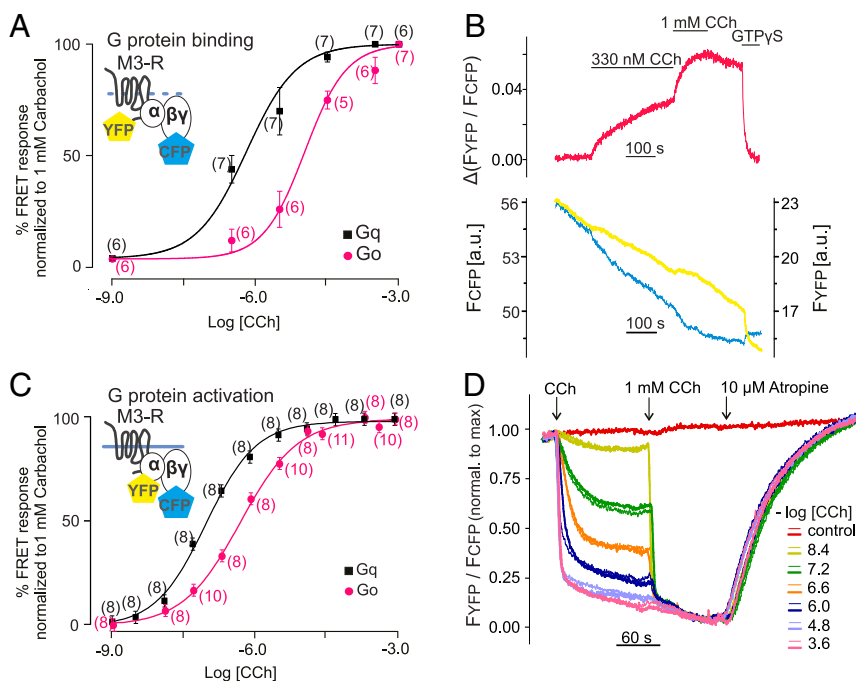 A
G protein binding
M3-R
α
βγ
YFP
CFP
% FRET response
normalized to 1 mM Carbachol
100
50
0
(6)
(6)
(7)
(6)
(7)
(6)
(7)
(5)
(7)
(6)
(6)
(7)
Gq
Go
-9.0
-6.0
-3.0
Log [CCh]
B
1 mM CCh
GTPγS
330 nM CCh
Δ(FYFP / FCFP)
0.04
0.00
100 s
56
53
50
FCFP [a.u.]
23
20
17
FYFP [a.u.]
100 s
C
G protein activation
M3-R
α
βγ
YFP
CFP
% FRET response
normalized to1 mM Carbachol
100
50
0
(8)
(8)
(8)
(8)
(8)
(8)
(8)
(8)
(8)
(8)
(8)
(8)
(8)
(10)
(8)
(8)
(10)
(8)
(11)
(10)
(8)
Gq
Go
-9.0
-6.0
-3.0
Log [CCh]
D
CCh
1 mM CCh
10 µM Atropine
FYFP / FCFP (normal. to max)
1.00
0.75
0.50
0.25
0.00
60 s
- log [CCh]
control
8.4
7.2
6.6
6.0
4.8
3.6